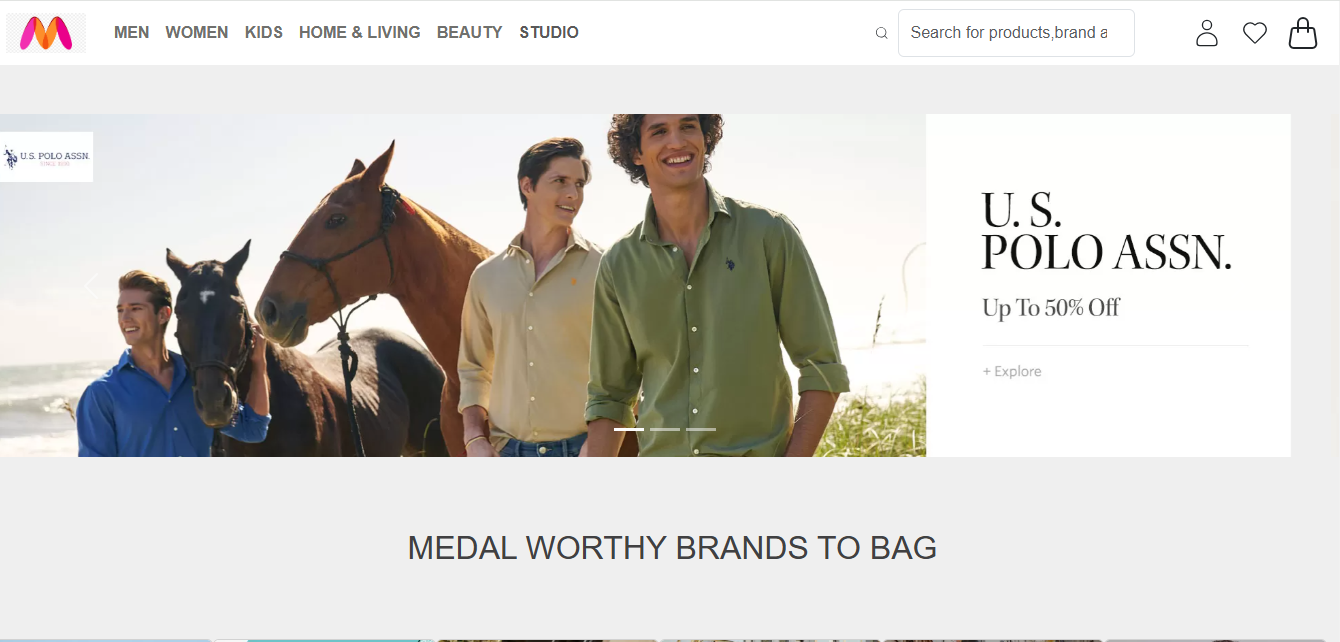 MEN WOMEN KIDS HOME & LIVING BEAUTY STUDIO
Search for products,brand a
U.S. POLO ASSN.
U. S.
POLO ASSN.
Up To 50% Off
+ Explore
MEDAL WORTHY BRANDS TO BAG